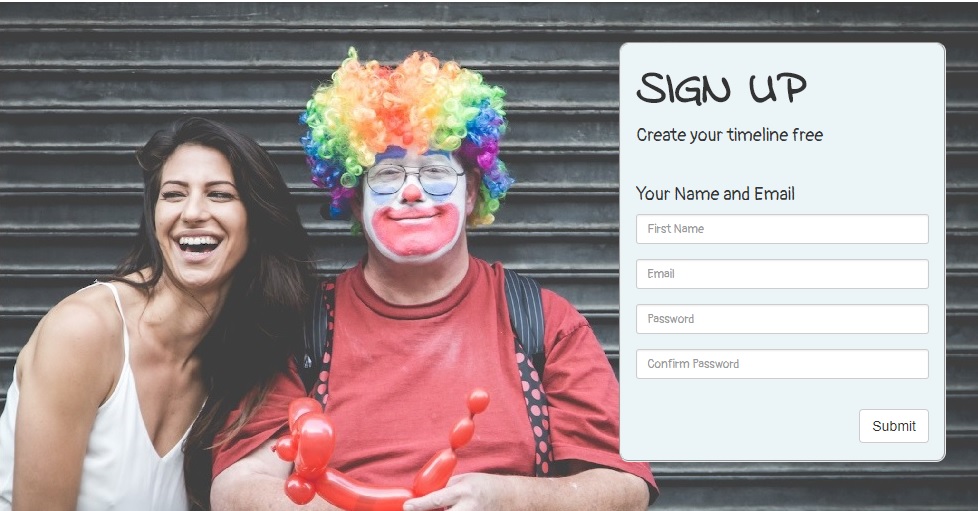 SIGN UP
Create your timeline free
Your Name and Email
First Name
Email
Password
Confirm Password
Submit